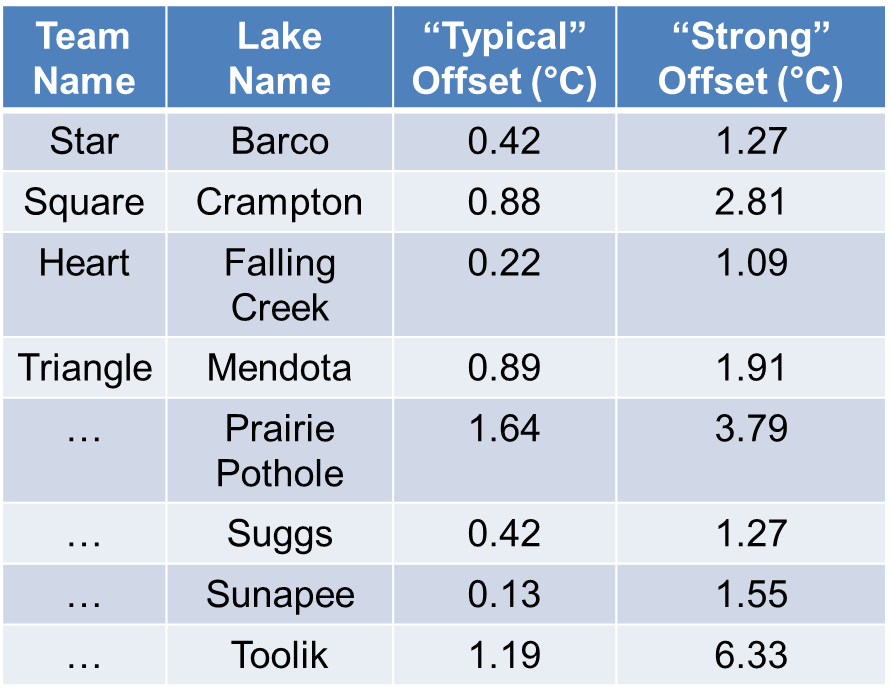 Team Name Lake Name “Typical” Offset (°C) “Strong” Offset (°C)
Star Barco 0.42 1.27
Square Crampton 0.88 2.81
Heart Falling Creek 0.22 1.09
Triangle Mendota 0.89 1.91
… Prairie Pothole 1.64 3.79
… Suggs 0.42 1.27
… Sunapee 0.13 1.55
… Toolik 1.19 6.33